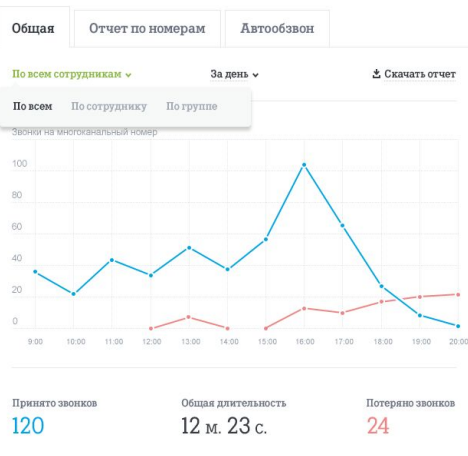 Общая Отчет по номерам Автообзвон
По всем сотрудникам За день Скачать отчет
По всем По сотруднику По группе
Звонки на многоканальный номер
100
80
60
40
20
0
9:00 10:00 11:00 12:00 13:00 14:00 15:00 16:00 17:00 18:00 19:00 20:00
Принято звонков Общая длительность Потеряно звонков
120 12 м. 23 с. 24